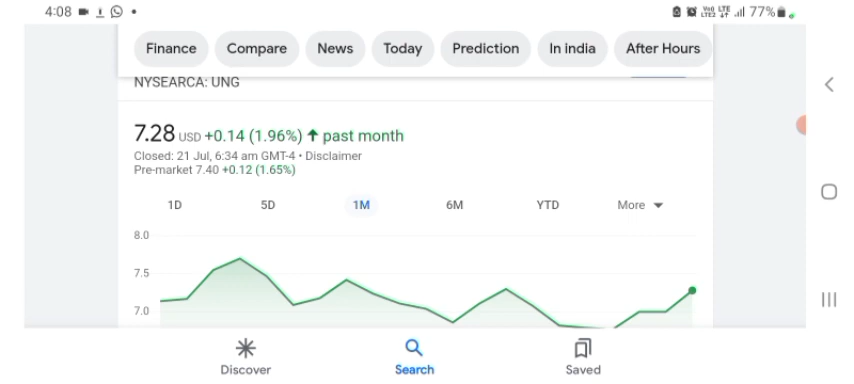 4:08
77%
Finance Compare News Today Prediction In india After Hours
NYSEARCA: UNG
7.28 USD +0.14 (1.96%) ↑ past month
Closed: 21 Jul, 6:34 am GMT-4 • Disclaimer
Pre-market 7.40 +0.12 (1.65%)
1D 5D 1M 6M YTD More
8.0
7.5
7.0
Discover Search Saved